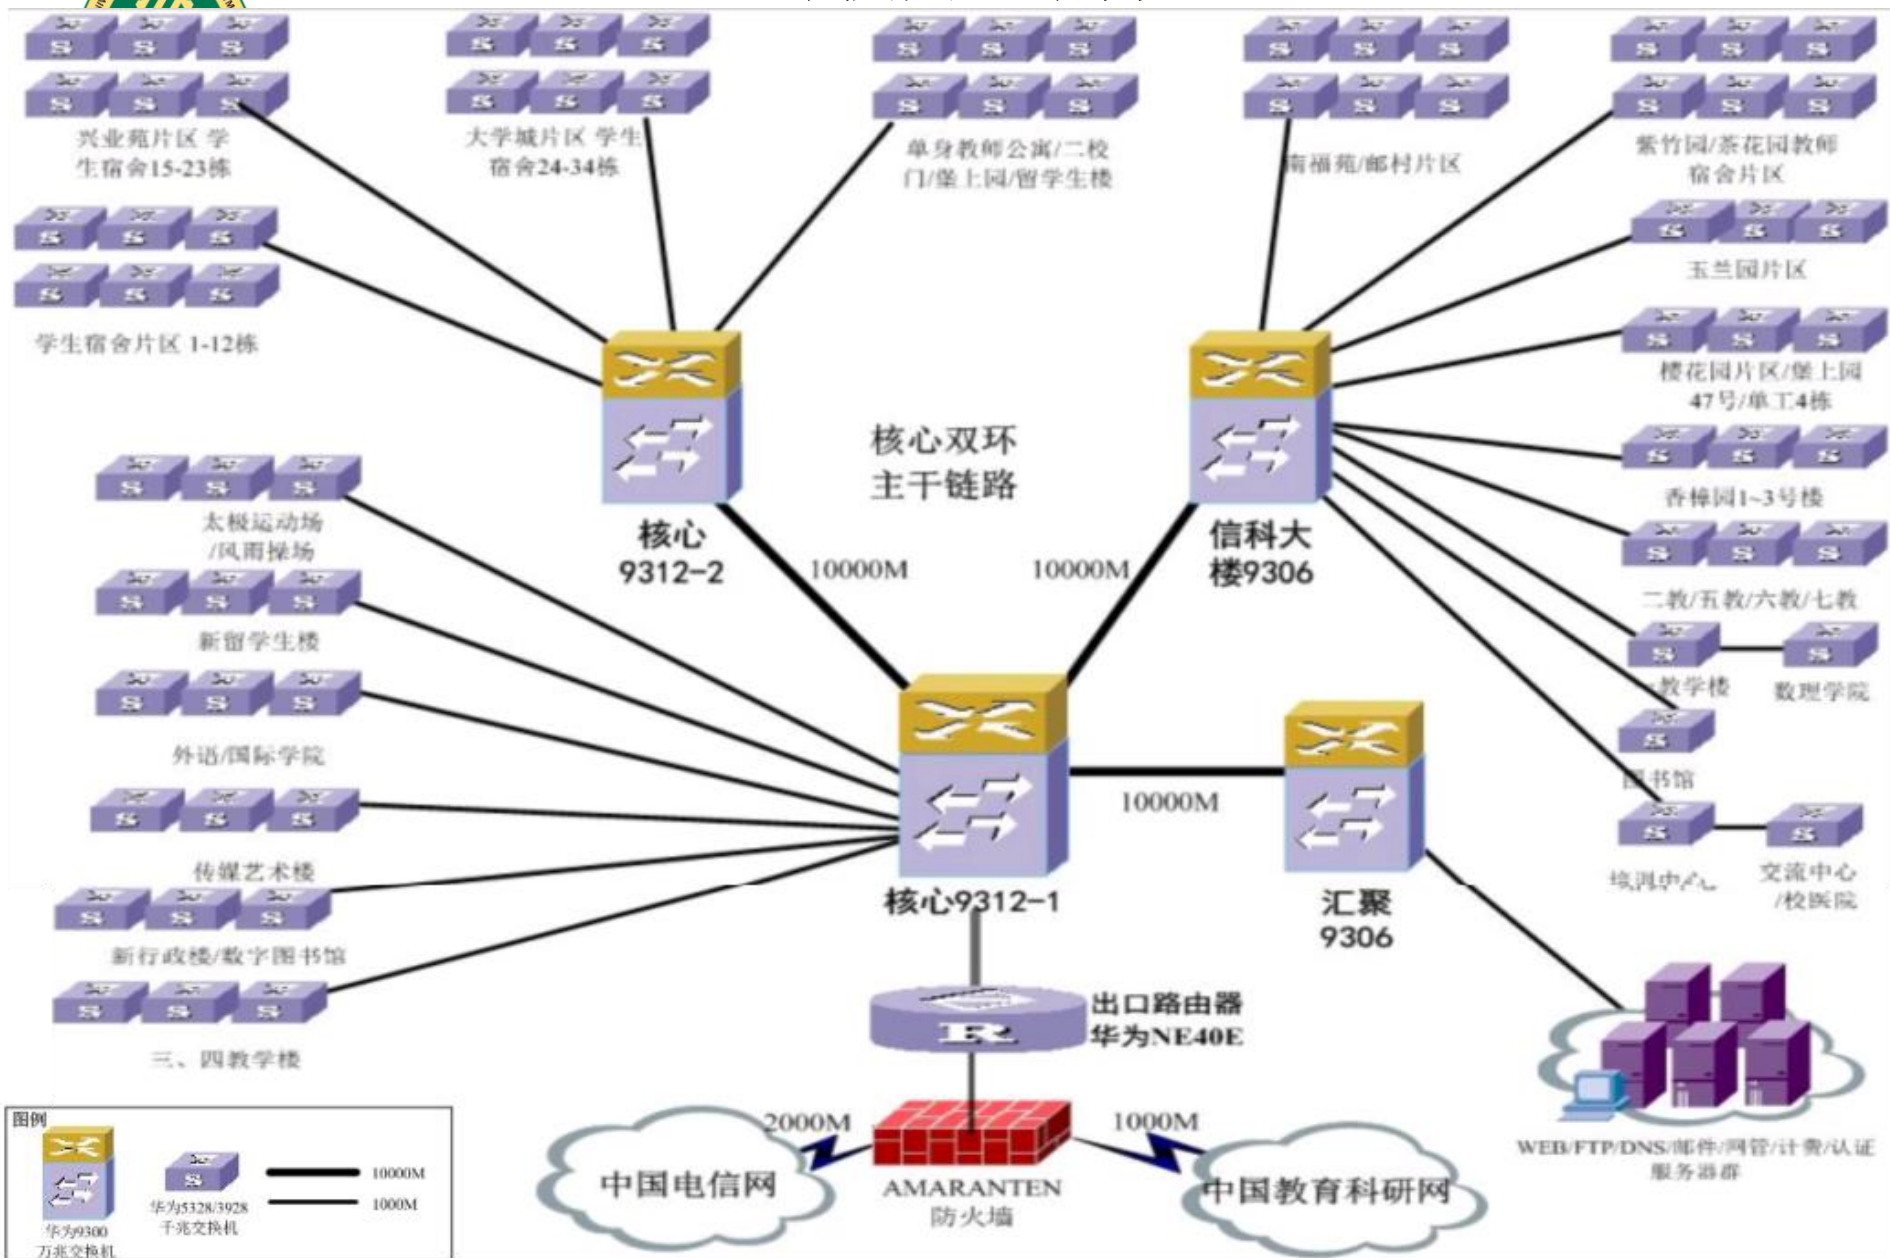 兴业苑片区 学
生宿舍15-23栋
大学城片区 学生
宿舍24-34栋
单身教师公寓/二校
门/堡上园/留学生楼
南福苑/邮村片区
紫竹园/茶花园教师
宿舍片区
玉兰园片区
学生宿舍片区 1-12栋
楼花园片区/堡上园
47号/单工4栋
核心双环
主干链路
香樟园1~3号楼
太极运动场
/风雨操场
核心
9312-2
10000M
10000M
信科大
楼9306
二教/五教/六教/七教
新留学生楼
教学楼
数理学院
外语/国际学院
图书馆
10000M
传媒艺术楼
培训中心
交流中心
/校医院
核心9312-1
汇聚
9306
新行政楼/数字图书馆
出口路由器
华为NE40E
三、四教学楼
2000M
1000M
中国电信网
AMARANTEN
防火墙
中国教育科研网
WEB/FTP/DNS/邮件/网管/计费/认证
服务器群
图例
10000M
1000M
华为9300
万兆交换机
华为5328/3928
千兆交换机